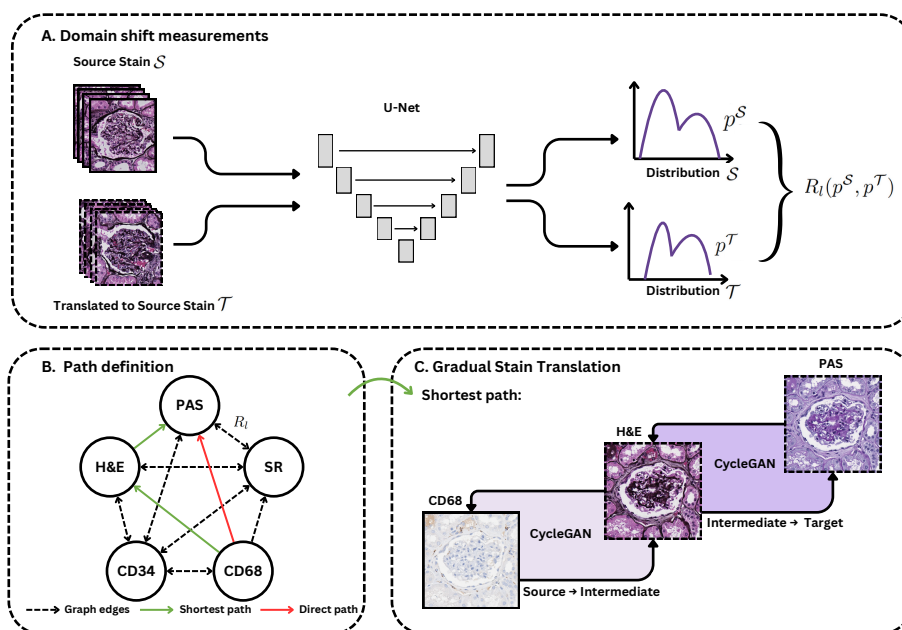 A. Domain shift measurements
Source Stain 𝒮
U-Net
Translated to Source Stain 𝒯
p^𝒮
Distribution 𝒮
p^𝒯
Distribution 𝒯
R_l(p^𝒮, p^𝒯)
B. Path definition
PAS
R_l
H&E
SR
CD34
CD68
Graph edges
Shortest path
Direct path
C. Gradual Stain Translation
Shortest path:
PAS
H&E
CycleGAN
CD68
Intermediate → Target
CycleGAN
Source → Intermediate